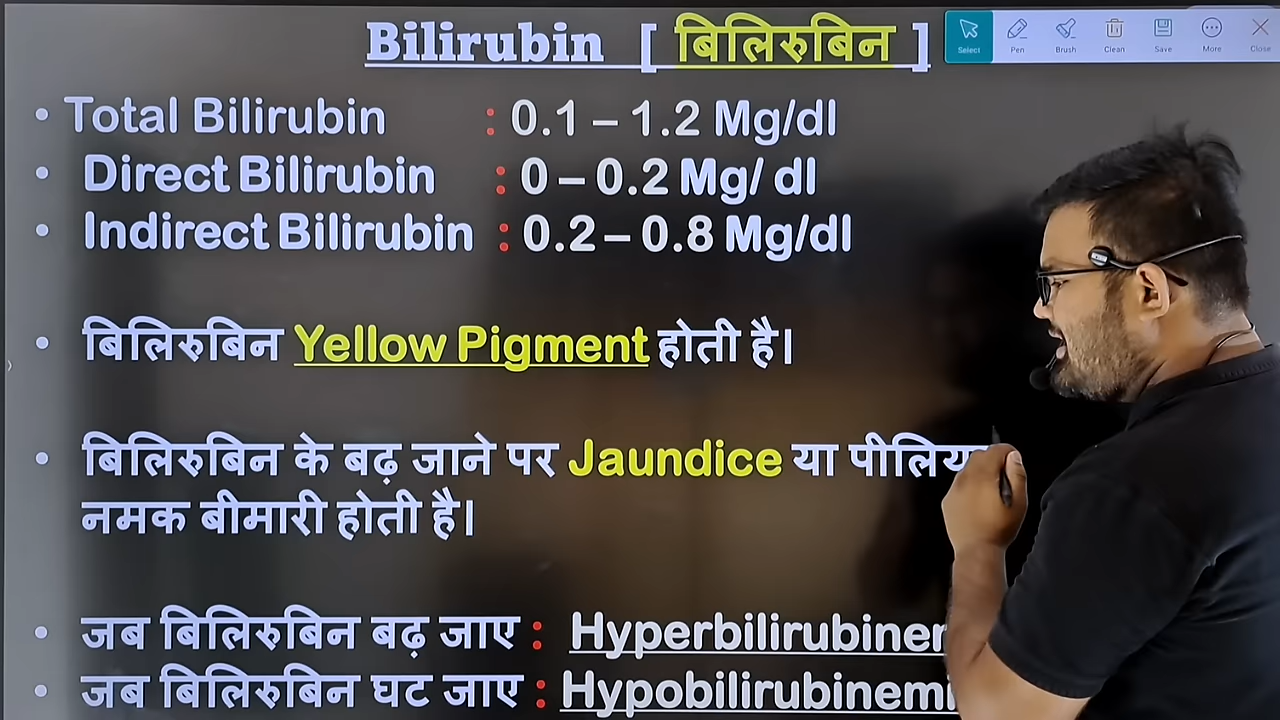 Bilirubin [ बिलिरुबिन ]
Select Pen Brush Clean Save More Close
• Total Bilirubin : 0.1 – 1.2 Mg/dl
• Direct Bilirubin : 0 – 0.2 Mg/ dl
• Indirect Bilirubin : 0.2 – 0.8 Mg/dl
• बिलिरुबिन Yellow Pigment होती है।
• बिलिरुबिन के बढ़ जाने पर Jaundice या
नमक बीमारी होती है।
• जब बिलिरुबिन बढ़ जाए :
• जब बिलिरुबिन घट जाए :